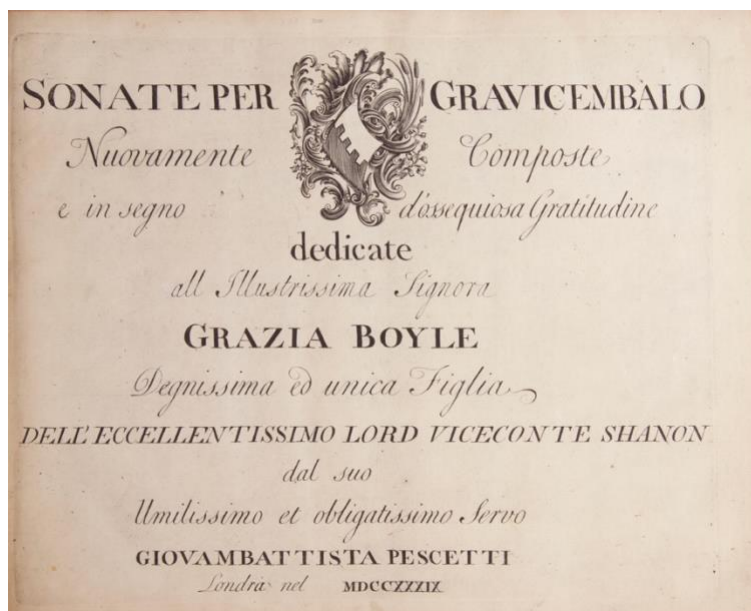 SONATE PER GRAVICEMBALO
Nuovamente Composte
e in segno d'ossequiosa Gratitudine
dedicate
all Illustrissima Signora
GRAZIA BOYLE
Degnissima ed unica Figlia
DELL'ECCELLENTISSIMO LORD VICECONTE SHANON
dal suo
Umilissimo et obligatissimo Servo
GIOVAMBATTISTA PESCETTI
Londra nel MDCCXXXIX